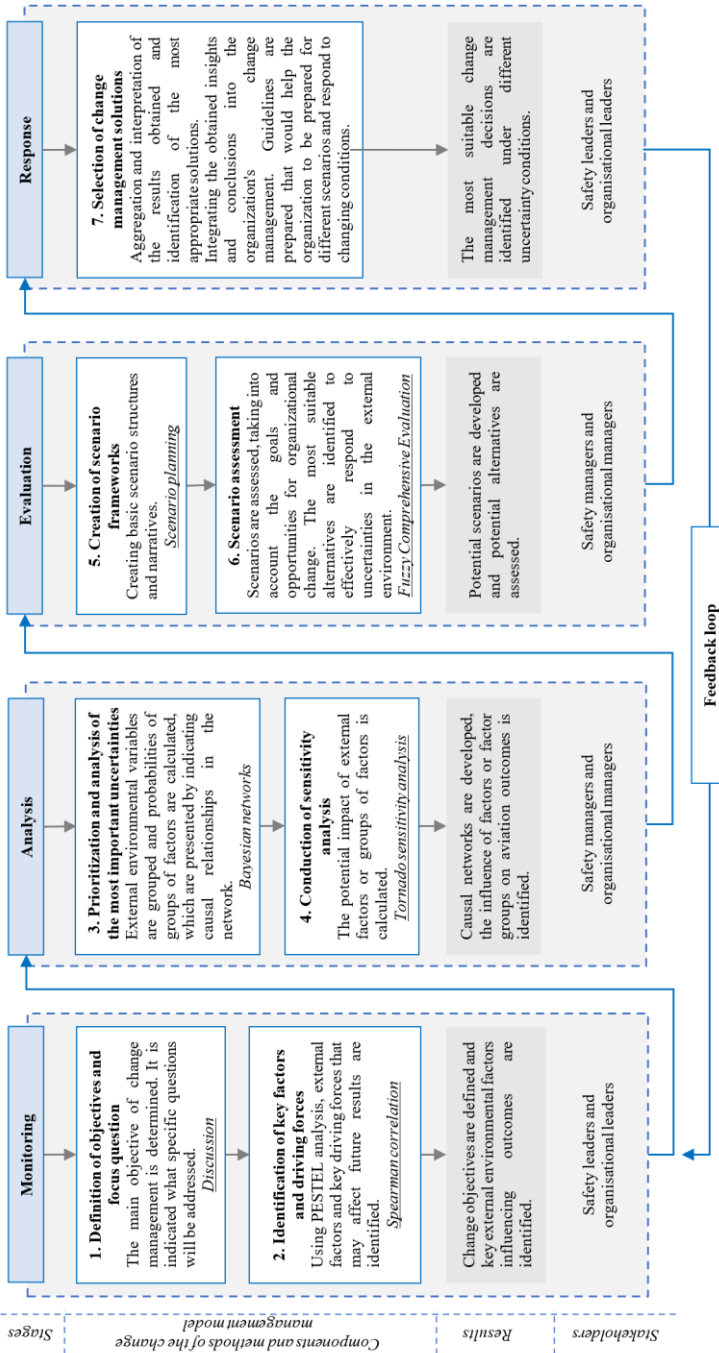 Stages
Components and methods of the change
management model
Results
Stakeholders
Monitoring
1. Definition of objectives and
focus question
The main objective of change
management is determined. It is
indicated what specific questions
will be addressed.
Discussion
2. Identification of key factors
and driving forces
Using PESTEL analysis, external
factors and key driving forces that
may affect future results are
identified.
Spearman correlation
Change objectives are defined and
key external environmental factors
influencing outcomes are
identified.
Safety leaders and
organisational leaders
Analysis
3. Prioritization and analysis of
the most important uncertainties
External environmental variables
are grouped and probabilities of
groups of factors are calculated,
which are presented by indicating
causal relationships in the
network.
Bayesian networks
4. Conduction of sensitivity
analysis
The potential impact of external
factors or groups of factors is
calculated.
Tornado sensitivity analysis
Causal networks are developed,
the influence of factors or factor
groups on aviation outcomes is
identified.
Safety managers and
organisational managers
Evaluation
5. Creation of scenario
frameworks
Creating basic scenario structures
and narratives.
Scenario planning
6. Scenario assessment
Scenarios are assessed, taking into
account the goals and
opportunities for organizational
change. The most suitable
alternatives are identified to
effectively respond to
uncertainties in the external
environment.
Fuzzy Comprehensive Evaluation
Potential scenarios are developed
and potential alternatives are
assessed.
Safety managers and
organisational managers
Response
7. Selection of change
management solutions
Aggregation and interpretation of
the results obtained and
identification of the most
appropriate solutions.
Integrating the obtained insights
and conclusions into the
organization's change
management. Guidelines are
prepared that would help the
organization to be prepared for
different scenarios and respond to
changing conditions.
The most suitable change
management decisions are
identified under different
uncertainty conditions.
Safety leaders and
organisational leaders
Feedback loop